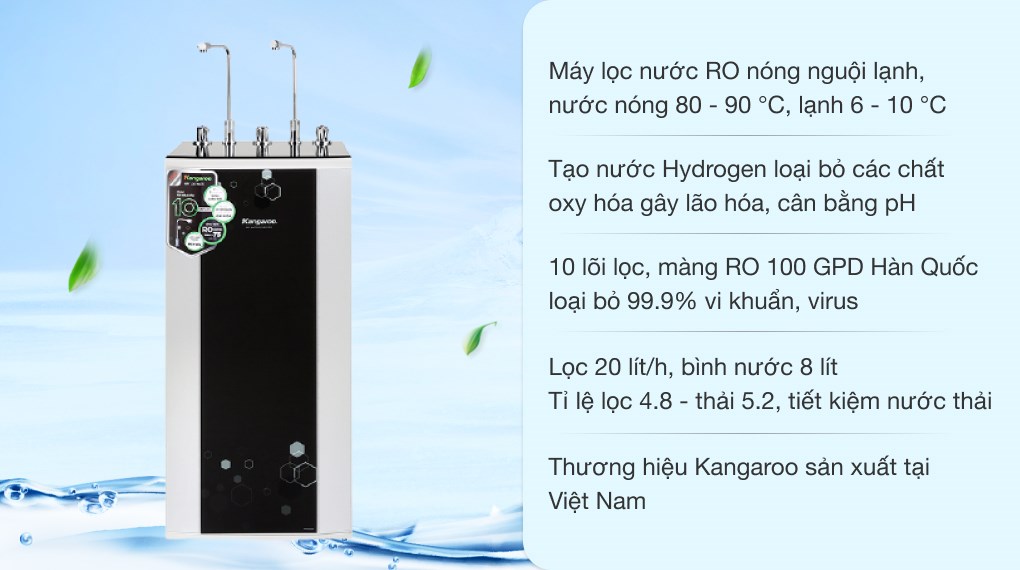 Kangaroo
10
RO
Kangaroo
Máy lọc nước RO nóng nguội lạnh,
nước nóng 80 - 90 °C, lạnh 6 - 10 °C
Tạo nước Hydrogen loại bỏ các chất
oxy hóa gây lão hóa, cân bằng pH
10 lõi lọc, màng RO 100 GPD Hàn Quốc
loại bỏ 99.9% vi khuẩn, virus
Lọc 20 lít/h, bình nước 8 lít
Tỉ lệ lọc 4.8 - thải 5.2, tiết kiệm nước thải
Thương hiệu Kangaroo sản xuất tại
Việt Nam